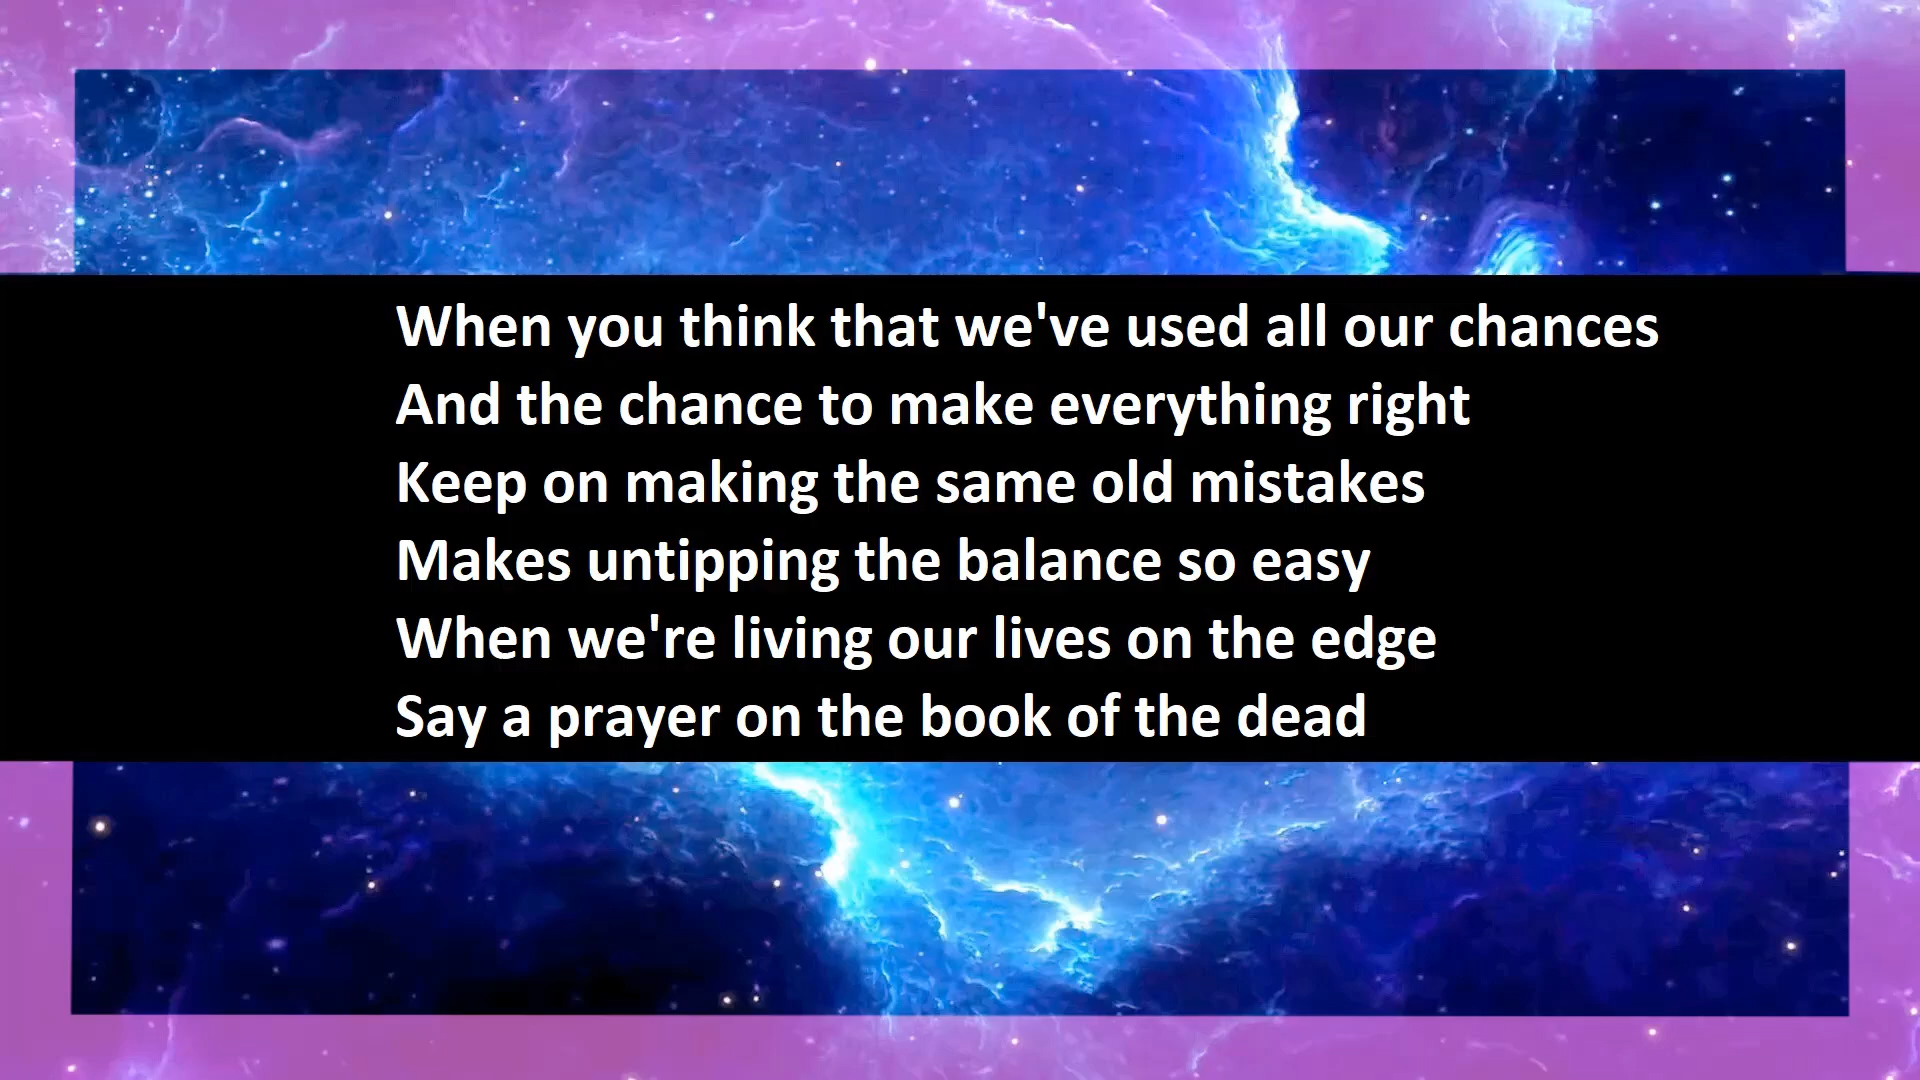 When you think that we've used all our chances
And the chance to make everything right
Keep on making the same old mistakes
Makes untipping the balance so easy
When we're living our lives on the edge
Say a prayer on the book of the dead